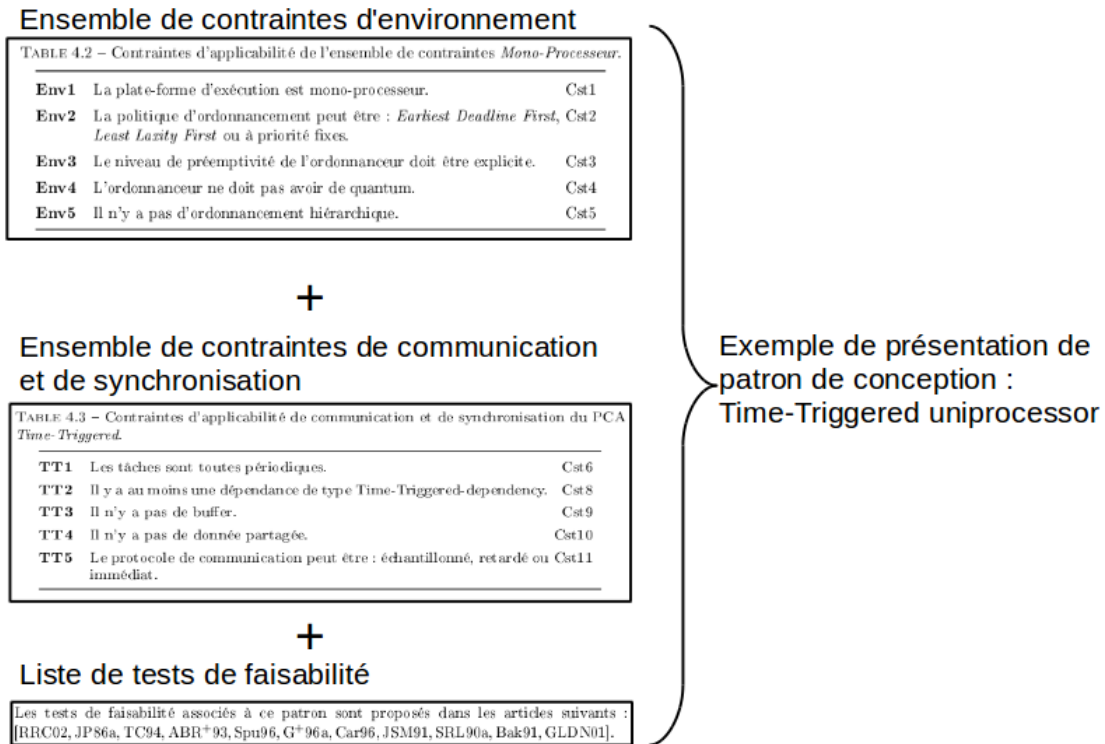 Ensemble de contraintes d'environnement
TABLE 4.2 – Contraintes d'applicabilité de l'ensemble de contraintes Mono-Processeur.
Env1 La plate-forme d'exécution est mono-processeur. Cst1
Env2 La politique d'ordonnancement peut être : Earliest Deadline First, Cst2
Least Laxity First ou à priorité fixes.
Env3 Le niveau de préemptivité de l'ordonnanceur doit être explicite. Cst3
Env4 L'ordonnanceur ne doit pas avoir de quantum. Cst4
Env5 Il n'y a pas d'ordonnancement hiérarchique. Cst5
+
Ensemble de contraintes de communication
et de synchronisation
TABLE 4.3 – Contraintes d'applicabilité de communication et de synchronisation du PCA
Time-Triggered.
TT1 Les tâches sont toutes périodiques. Cst6
TT2 Il y a au moins une dépendance de type Time-Triggered-dependency. Cst8
TT3 Il n'y a pas de buffer. Cst9
TT4 Il n'y a pas de donnée partagée. Cst10
TT5 Le protocole de communication peut être : échantillonné, retardé ou Cst11
immédiat.
+
Liste de tests de faisabilité
Les tests de faisabilité associés à ce patron sont proposés dans les articles suivants :
[RRC02, JP86a, TC94, ABR+93, Spu96, G+96a, Car96, JSM91, SRL90a, Bak91, GLDN01].
Exemple de présentation de
patron de conception :
Time-Triggered uniprocessor